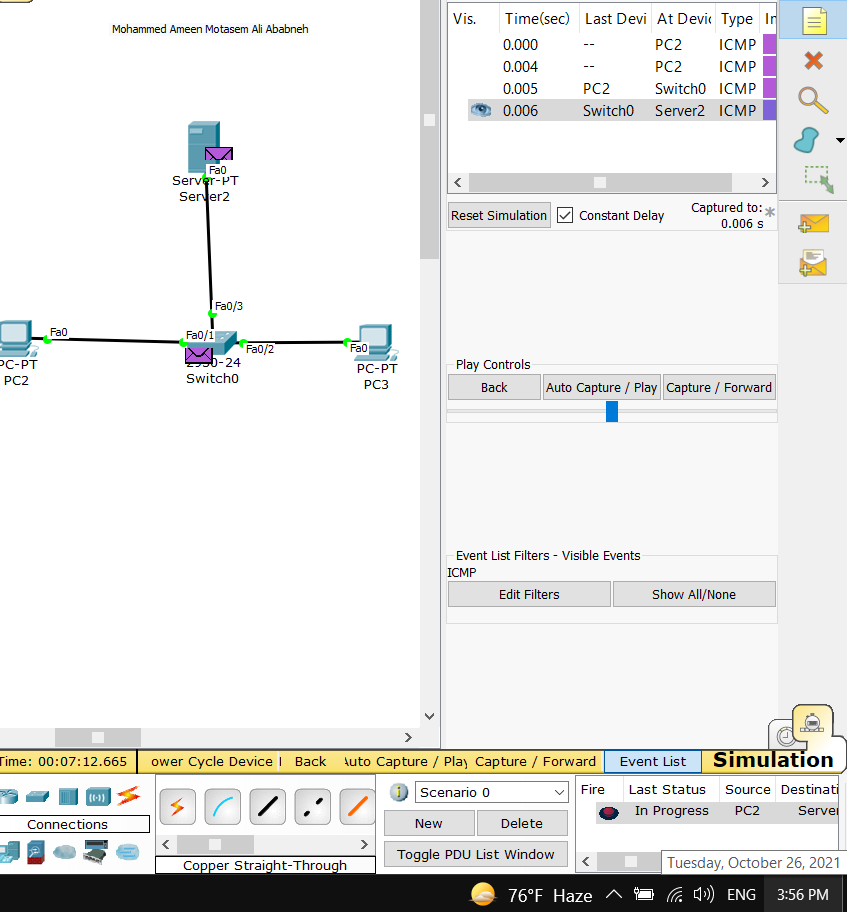 Mohammed Ameen Motasem Ali Ababneh
Vis. Time(sec) Last Devi At Devic Type In
0.000 -- PC2 ICMP
0.004 -- PC2 ICMP
0.005 PC2 Switch0 ICMP
0.006 Switch0 Server2 ICMP
Reset Simulation Constant Delay Captured to: *
0.006 s
Fa0
Server-PT
Server2
Fa0/3
Fa0 Fa0/1 Fa0/2 Fa0
PC-PT 2950-24 PC-PT
PC2 Switch0 PC3
Play Controls
Back Auto Capture / Play Capture / Forward
Event List Filters - Visible Events
ICMP
Edit Filters Show All/None
Time: 00:07:12.665 ower Cycle Device Back Auto Capture / Play Capture / Forward Event List Simulation
Connections
Copper Straight-Through
Scenario 0
New Delete
Toggle PDU List Window
Fire Last Status Source Destinati
In Progress PC2 Server
Tuesday, October 26, 2021
76°F Haze ENG 3:56 PM